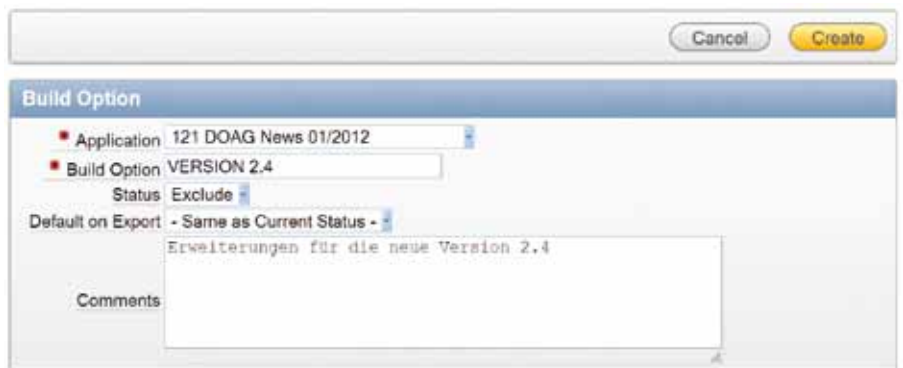 Cancel Create
Build Option
Application 121 DOAG News 01/2012
Build Option VERSION 2.4
Status Exclude
Default on Export - Same as Current Status -
Erweiterungen für die neue Version 2.4
Comments